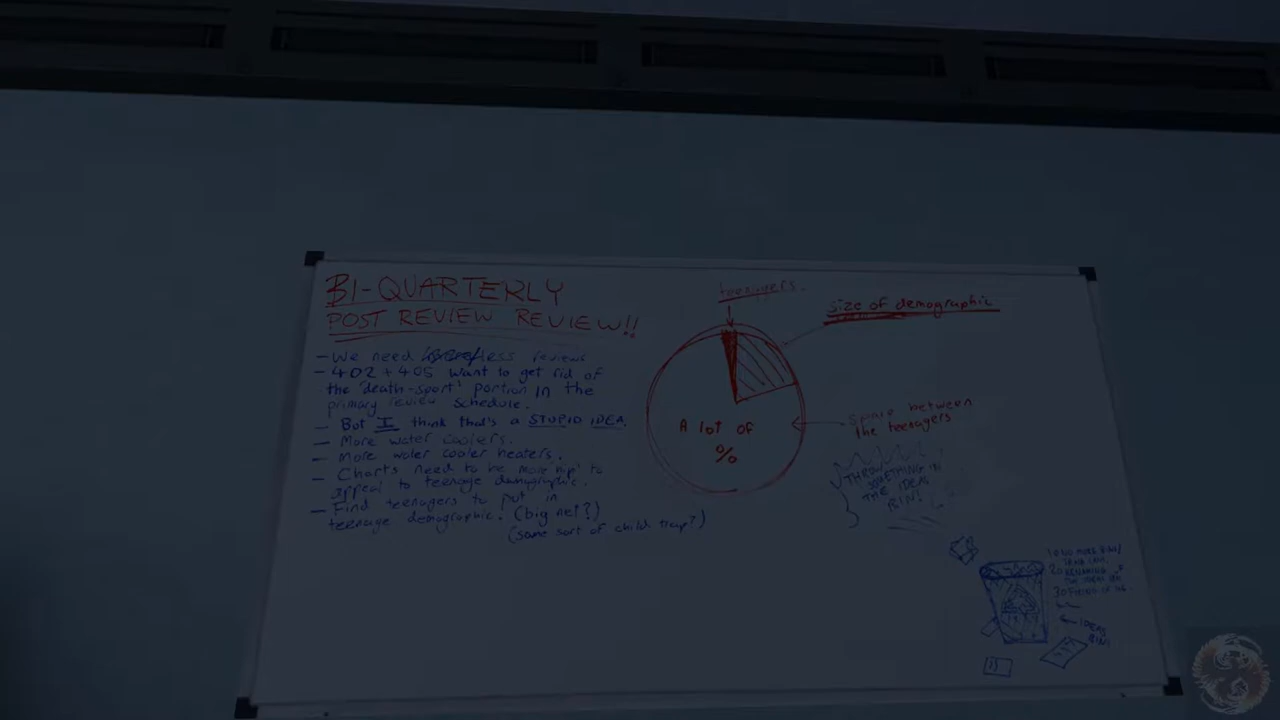 BI-QUARTERLY
POST REVIEW REVIEW!!
- We need less reviews
- 402 + 405 want to get rid of
the 'death-sport' portion in the
primary review schedule.
- But I think that's a STUPID IDEA.
- More water coolers.
- More water cooler heaters.
- Charts need to be more 'hip' to
appeal to teenage demographic.
- Find teenagers to put in
teenage demographic. (big net?)
(some sort of child trap?)
teenagers.
size of demographic
A lot of
%
Space between
the teenagers
THROW
SOMETHING IN
THE IDEAS
BIN!
IDEAS
BIN!